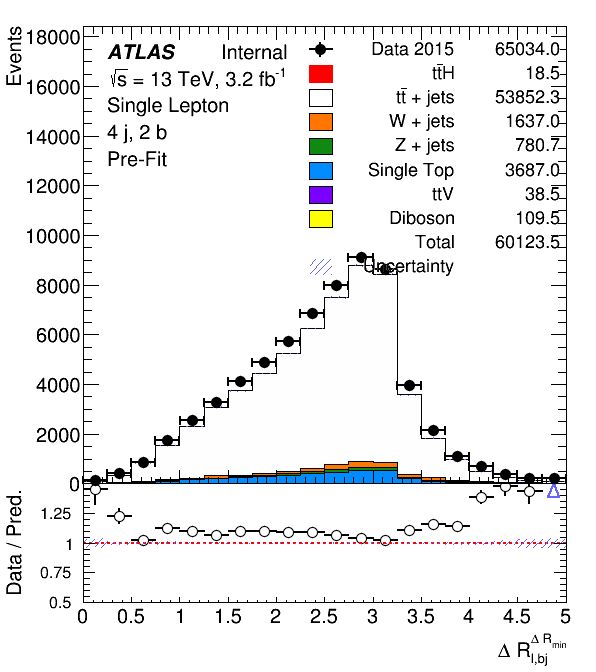 Events
18000
16000
14000
12000
10000
8000
6000
4000
2000
0
ATLAS Internal
√s = 13 TeV, 3.2 fb⁻¹
Single Lepton
4 j, 2 b
Pre-Fit
Data 2015 65034.0
tt̄H 18.5
tt̄ + jets 53852.3
W + jets 1637.0
Z + jets 780.7
Single Top 3687.0
ttV 38.5
Diboson 109.5
Total 60123.5
Uncertainty
Data / Pred.
1.25
1
0.75
0.5
0 0.5 1 1.5 2 2.5 3 3.5 4 4.5 5
Δ R_{l,bj}^{Δ R_{min}}